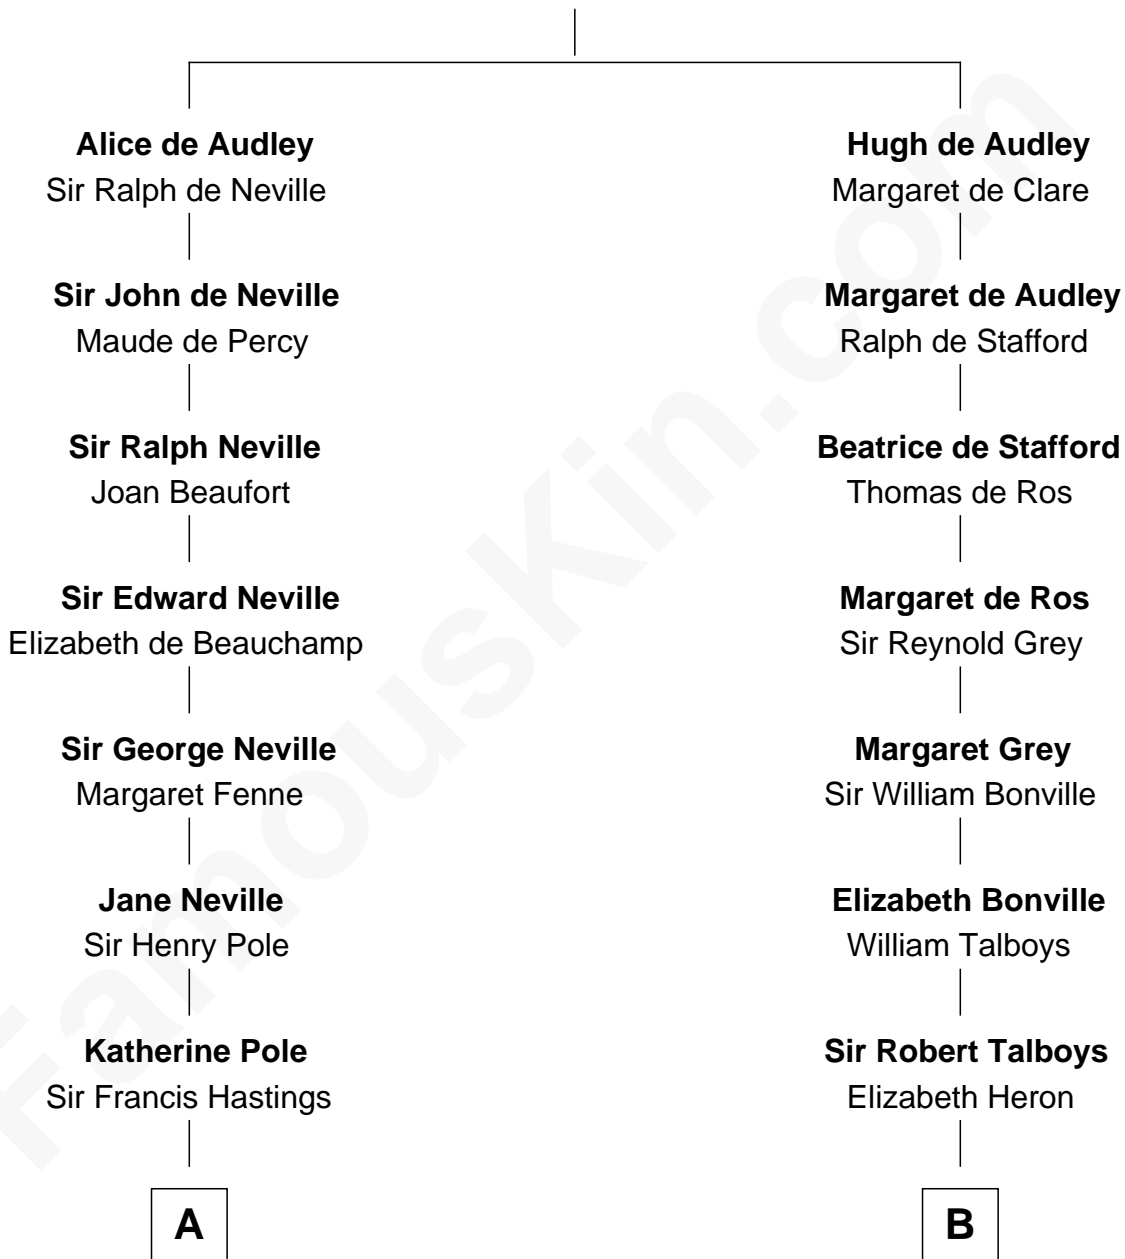 Alice de Audley
Sir Ralph de Neville
Sir John de Neville
Maude de Percy
Sir Ralph Neville
Joan Beaufort
Sir Edward Neville
Elizabeth de Beauchamp
Sir George Neville
Margaret Fenne
Jane Neville
Sir Henry Pole
Katherine Pole
Sir Francis Hastings
A
Hugh de Audley
Margaret de Clare
Margaret de Audley
Ralph de Stafford
Beatrice de Stafford
Thomas de Ros
Margaret de Ros
Sir Reynold Grey
Margaret Grey
Sir William Bonville
Elizabeth Bonville
William Talboys
Sir Robert Talboys
Elizabeth Heron
B
FamousKin.com